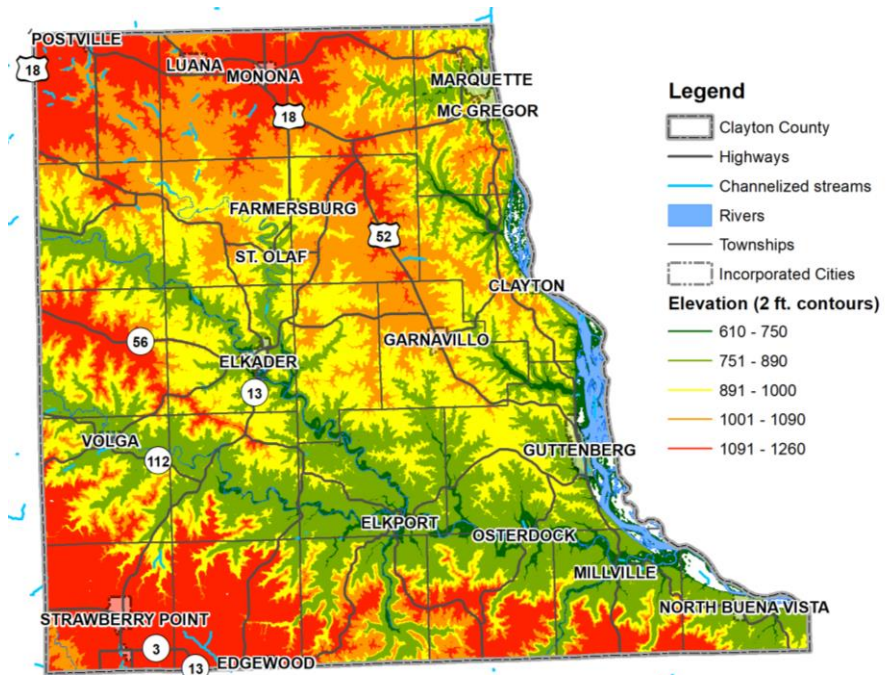 POSTVILLE
18
LUANA
MONONA
MARQUETTE
18
MC GREGOR
FARMERSBURG
52
ST. OLAF
CLAYTON
56
GARNAVILLO
ELKADER
13
VOLGA
112
GUTTENBERG
ELKPORT
OSTERDOCK
MILLVILLE
NORTH BUENA VISTA
STRAWBERRY POINT
3
13
EDGEWOOD
Legend
Clayton County
Highways
Channelized streams
Rivers
Townships
Incorporated Cities
Elevation (2 ft. contours)
610 - 750
751 - 890
891 - 1000
1001 - 1090
1091 - 1260